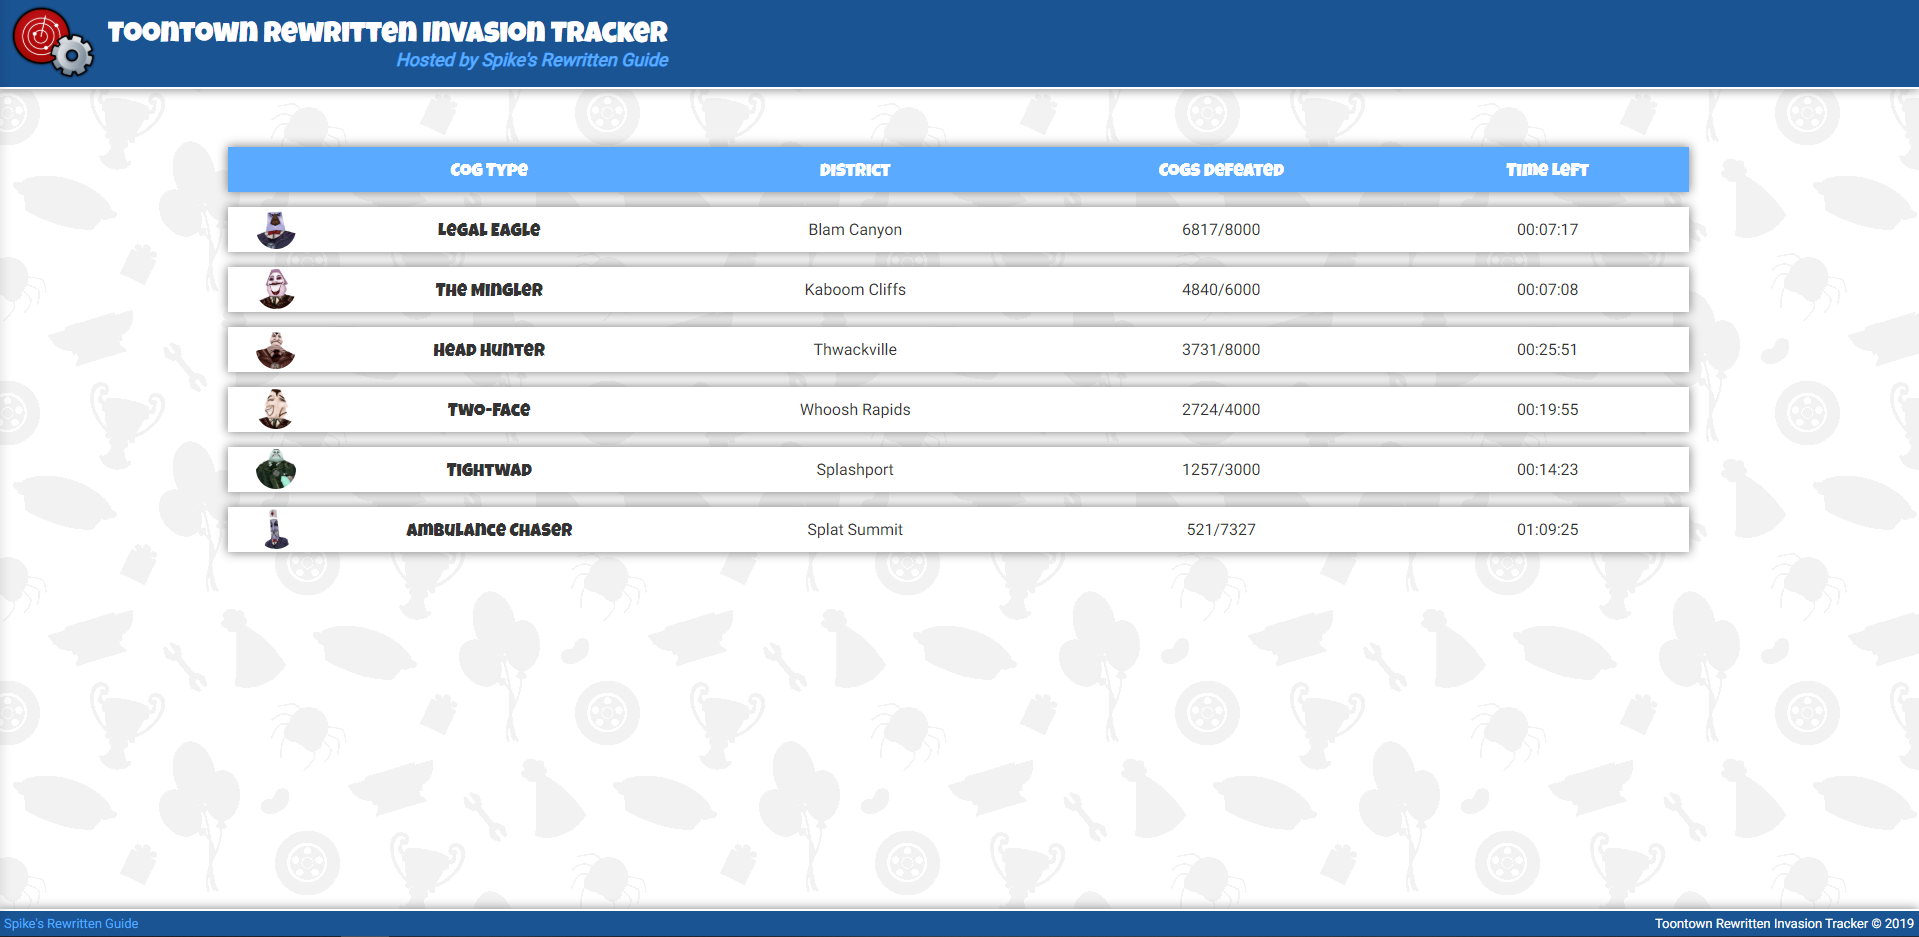 Toontown Rewritten Invasion Tracker
Hosted by Spike's Rewritten Guide
Cog Type District Cogs Defeated Time Left
Legal Eagle Blam Canyon 6817/8000 00:07:17
The Mingler Kaboom Cliffs 4840/6000 00:07:08
Head Hunter Thwackville 3731/8000 00:25:51
Two-Face Whoosh Rapids 2724/4000 00:19:55
Tightwad Splashport 1257/3000 00:14:23
Ambulance Chaser Splat Summit 521/7327 01:09:25
Spike's Rewritten Guide Toontown Rewritten Invasion Tracker © 2019